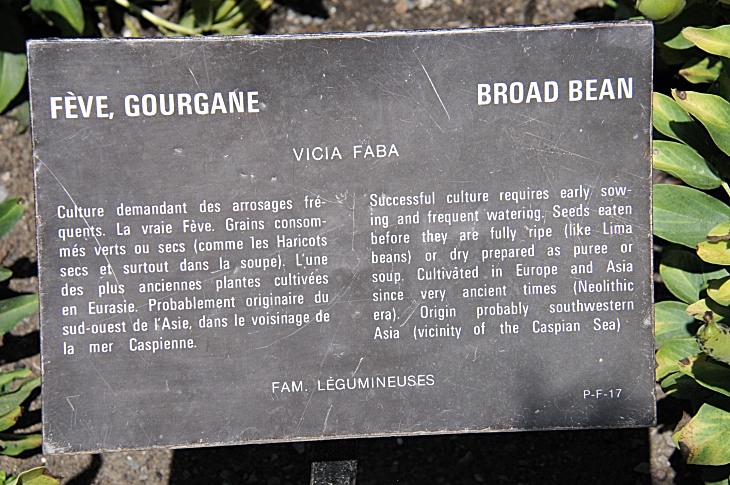 FÈVE, GOURGANE
BROAD BEAN
VICIA FABA
Culture demandant des arrosages fré-
quents. La vraie Fève. Grains consom-
més verts ou secs (comme les Haricots
secs et surtout dans la soupe). L'une
des plus anciennes plantes cultivées
en Eurasie. Probablement originaire du
sud-ouest de l'Asie, dans le voisinage de
la mer Caspienne.
Successful culture requires early sow-
ing and frequent watering. Seeds eaten
before they are fully ripe (like Lima
beans) or dry prepared as puree or
soup. Cultivated in Europe and Asia
since very ancient times (Neolithic
era). Origin probably southwestern
Asia (vicinity of the Caspian Sea)
FAM. LÉGUMINEUSES
P-F-17